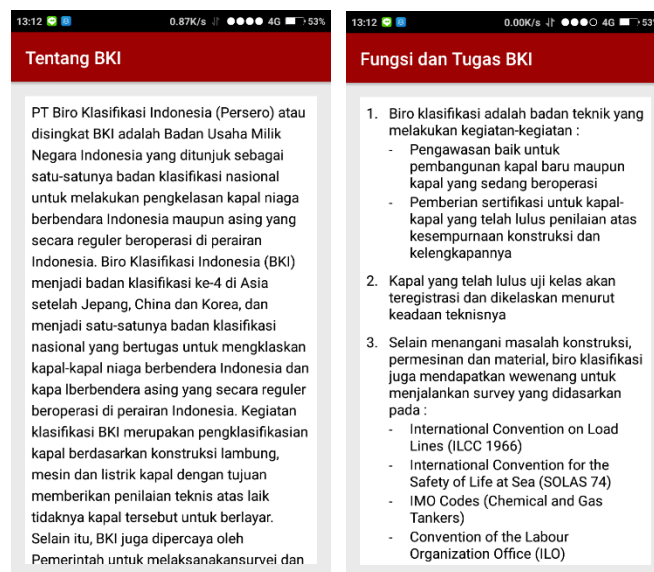 13:12 0.87K/s 4G 53%
Tentang BKI
PT Biro Klasifikasi Indonesia (Persero) atau
disingkat BKI adalah Badan Usaha Milik
Negara Indonesia yang ditunjuk sebagai
satu-satunya badan klasifikasi nasional
untuk melakukan pengkelasan kapal niaga
berbendara Indonesia maupun asing yang
secara reguler beroperasi di perairan
Indonesia. Biro Klasifikasi Indonesia (BKI)
menjadi badan klasifikasi ke-4 di Asia
setelah Jepang, China dan Korea, dan
menjadi satu-satunya badan klasifikasi
nasional yang bertugas untuk mengklaskan
kapal-kapal niaga berbendera Indonesia dan
kapa lberbendera asing yang secara reguler
beroperasi di perairan Indonesia. Kegiatan
klasifikasi BKI merupakan pengklasifikasian
kapal berdasarkan konstruksi lambung,
mesin dan listrik kapal dengan tujuan
memberikan penilaian teknis atas laik
tidaknya kapal tersebut untuk berlayar.
Selain itu, BKI juga dipercaya oleh
Pemerintah untuk melaksanakansurvei dan
13:12 0.00K/s 4G 53%
Fungsi dan Tugas BKI
1. Biro klasifikasi adalah badan teknik yang
melakukan kegiatan-kegiatan :
- Pengawasan baik untuk
pembangunan kapal baru maupun
kapal yang sedang beroperasi
- Pemberian sertifikasi untuk kapal-
kapal yang telah lulus penilaian atas
kesempurnaan konstruksi dan
kelengkapannya
2. Kapal yang telah lulus uji kelas akan
teregistrasi dan dikelaskan menurut
keadaan teknisnya
3. Selain menangani masalah konstruksi,
permesinan dan material, biro klasifikasi
juga mendapatkan wewenang untuk
menjalankan survey yang didasarkan
pada :
- International Convention on Load
Lines (ILCC 1966)
- International Convention for the
Safety of Life at Sea (SOLAS 74)
- IMO Codes (Chemical and Gas
Tankers)
- Convention of the Labour
Organization Office (ILO)